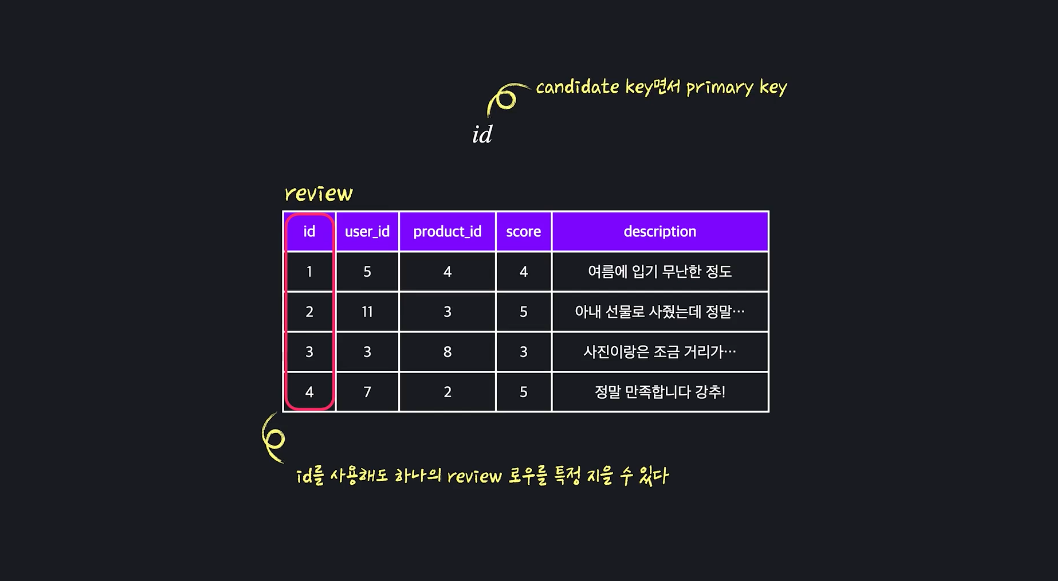 candidate key면서 primary key
id
review
id user_id product_id score description
1 5 4 4 여름에 입기 무난한 정도
2 11 3 5 아내 선물로 사줬는데 정말…
3 3 8 3 사진이랑은 조금 거리가…
4 7 2 5 정말 만족합니다 강추!
id를 사용해도 하나의 review 로우를 특정 지을 수 있다